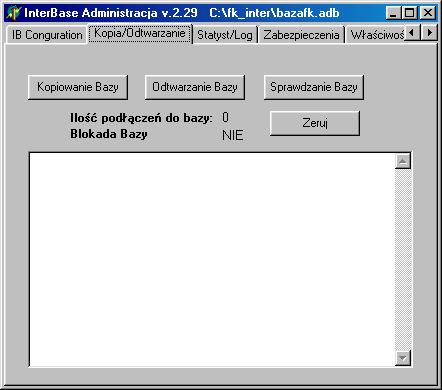 InterBase Administracja v.2.29 C:\fk_inter\bazafk.adb
IB Conguration Kopia/Odtwarzanie Statyst/Log Zabezpieczenia Właściwoś
Kopiowanie Bazy Odtwarzanie Bazy Sprawdzanie Bazy
Ilość podłączeń do bazy: 0 Zeruj
Blokada Bazy NIE